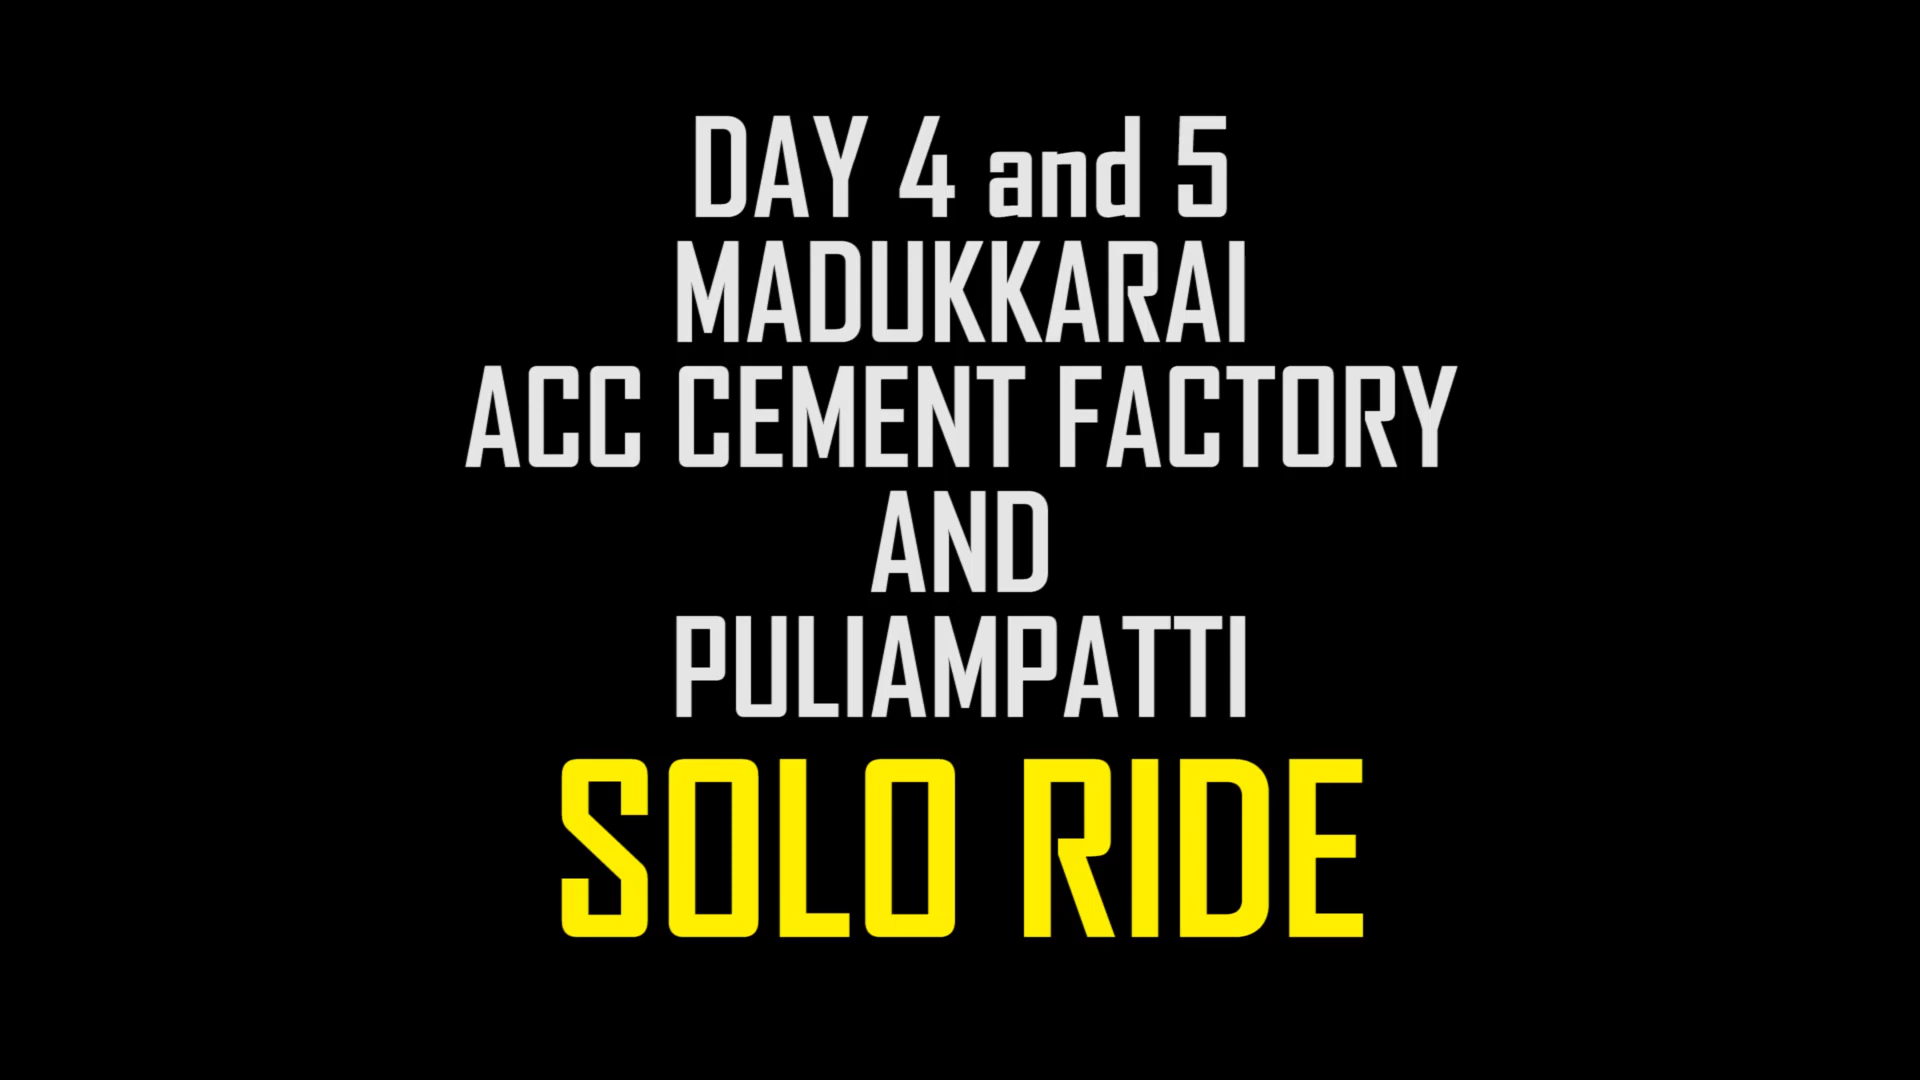 DAY 4 and 5
MADUKKARAI
ACC CEMENT FACTORY
AND
PULIAMPATTI
SOLO RIDE